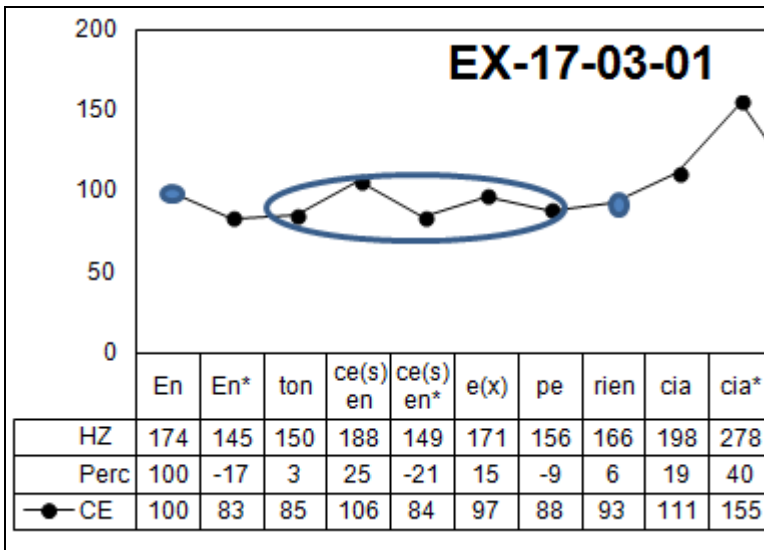 200
EX-17-03-01
150
100
50
0
En En* ton ce(s) en ce(s) en* e(x) pe rien cia cia*
HZ 174 145 150 188 149 171 156 166 198 278
Perc 100 -17 3 25 -21 15 -9 6 19 40
CE 100 83 85 106 84 97 88 93 111 155